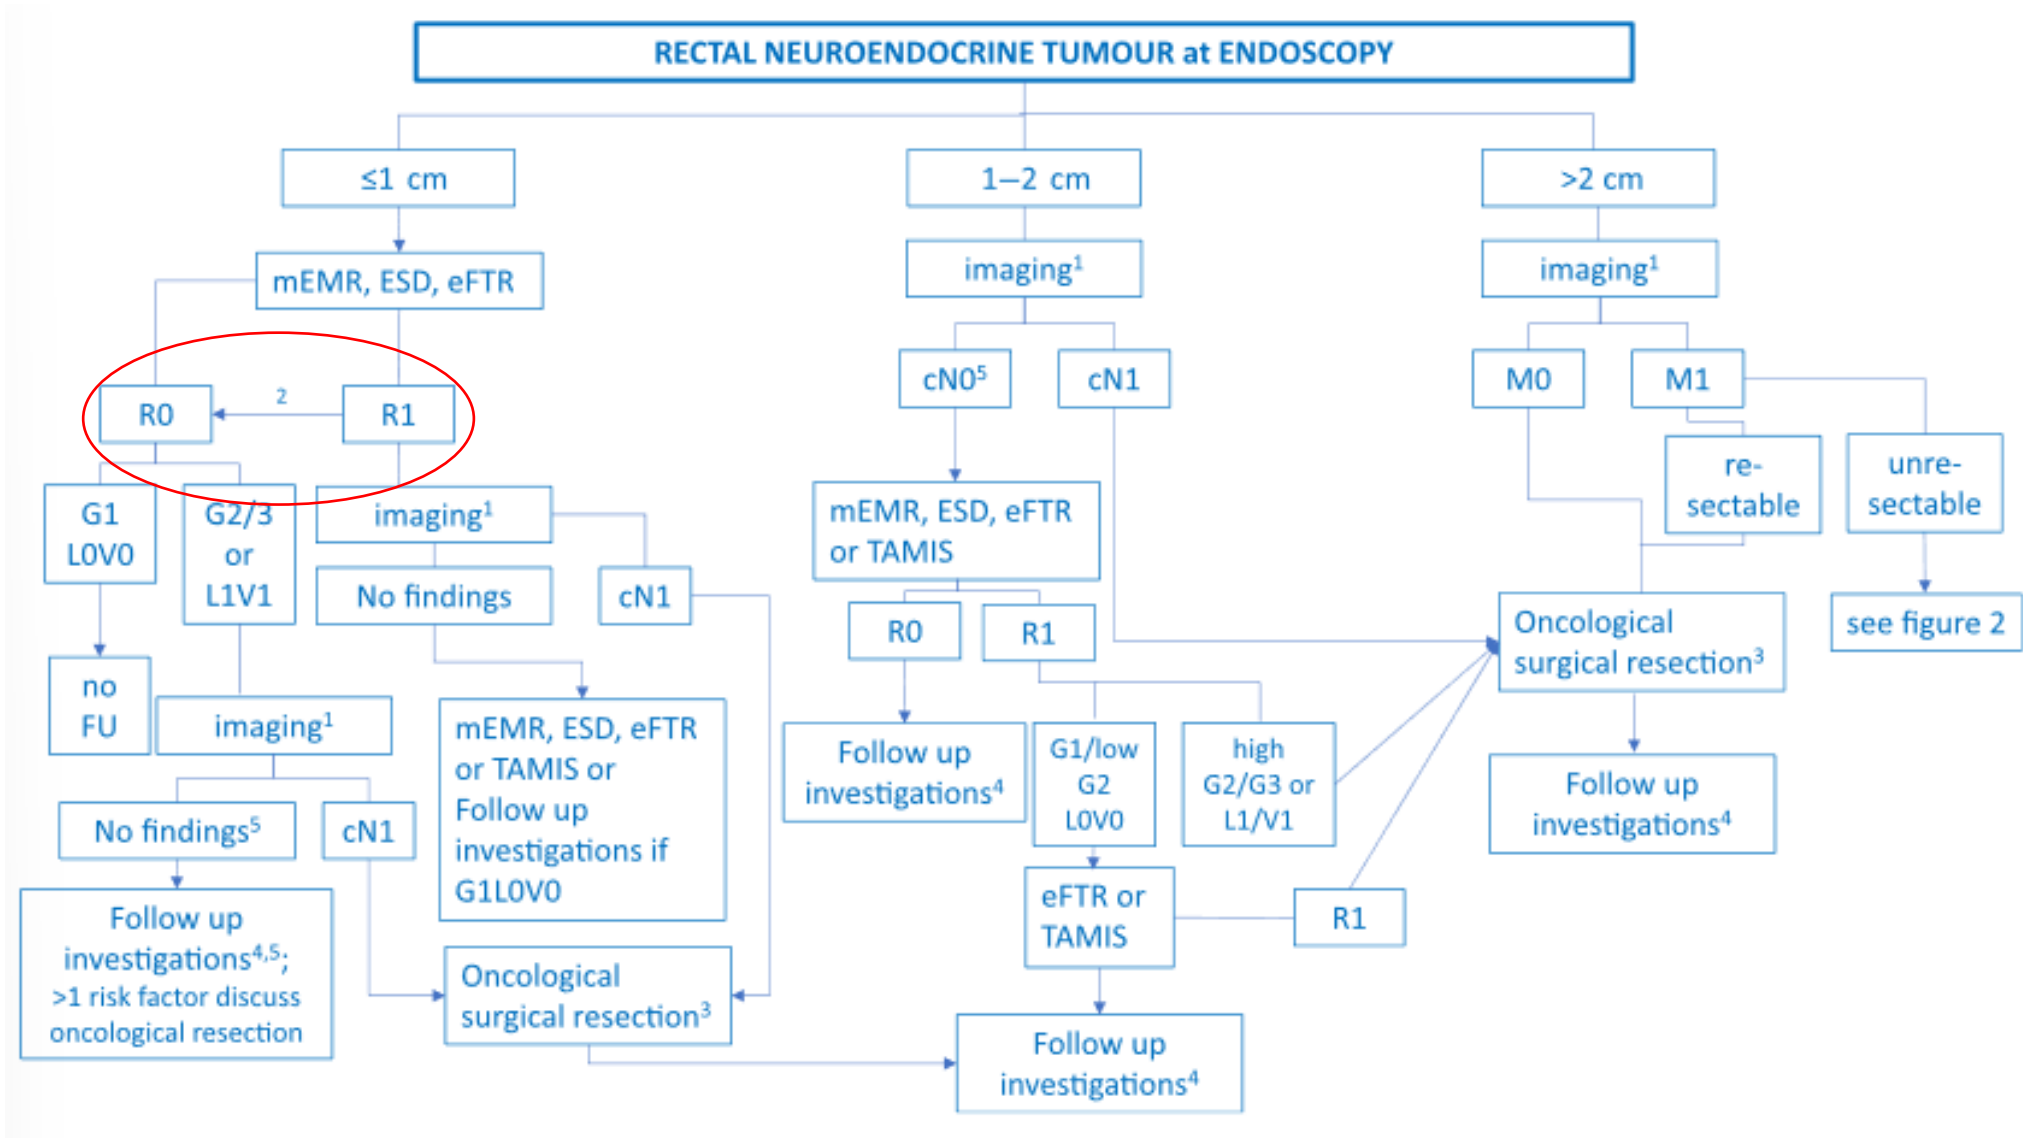 RECTAL NEUROENDOCRINE TUMOUR at ENDOSCOPY
≤1 cm
1–2 cm
>2 cm
mEMR, ESD, eFTR
imaging¹
imaging¹
R0
2
R1
cN0⁵
cN1
M0
M1
G1
L0V0
G2/3
or
L1V1
imaging¹
No findings
cN1
mEMR, ESD, eFTR
or TAMIS
re-
sectable
unre-
sectable
R0
R1
Oncological
surgical resection³
see figure 2
no
FU
imaging¹
mEMR, ESD, eFTR
or TAMIS or
Follow up
investigations if
G1L0V0
Follow up
investigations⁴
G1/low
G2
L0V0
high
G2/G3 or
L1/V1
Follow up
investigations⁴
No findings⁵
cN1
Follow up
investigations⁴,⁵;
>1 risk factor discuss
oncological resection
Oncological
surgical resection³
eFTR or
TAMIS
R1
Follow up
investigations⁴